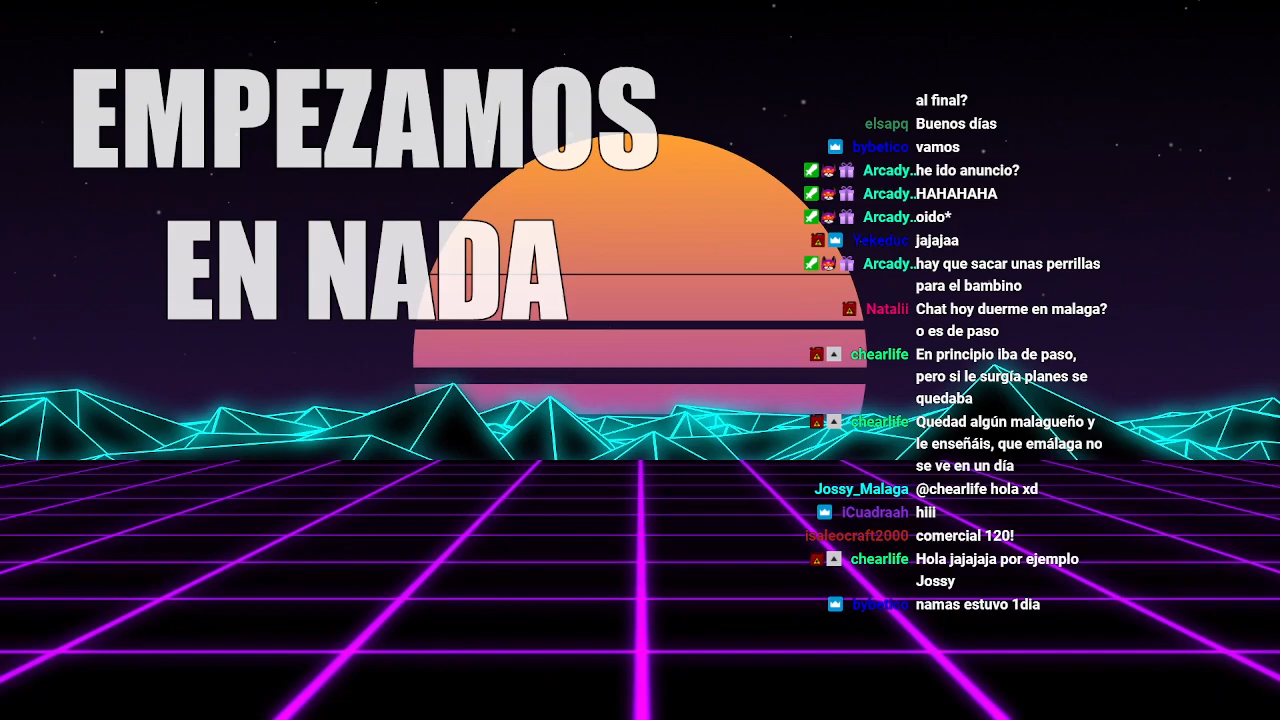 EMPEZAMOS
EN NADA
al final?
elsapq Buenos días
bybetico vamos
Arcady.. he ido anuncio?
Arcady.. HAHAHAHA
Arcady.. oido*
Yekeduc jajajaa
Arcady.. hay que sacar unas perrillas
para el bambino
Natalii Chat hoy duerme en malaga?
o es de paso
chearlife En principio iba de paso,
pero si le surgía planes se
quedaba
chearlife Quedad algún malagueño y
le enseñáis, que emálaga no
se ve en un día
Jossy_Malaga @chearlife hola xd
iCuadraah hiii
isaleocraft2000 comercial 120!
chearlife Hola jajajaja por ejemplo
Jossy
bybetico namas estuvo 1dia